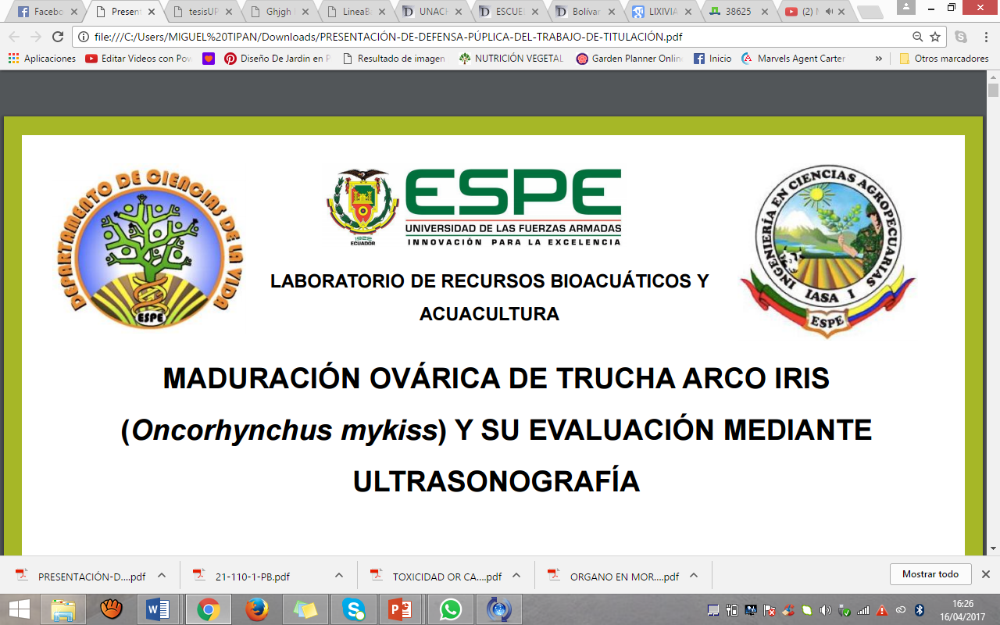 Facebo
Present
tesisUP
Ghjgh
LineaB
UNACH
ESCUE
Bolívar
LIXIVIA
38625
(2)
file:///C:/Users/MIGUEL%20TIPAN/Downloads/PRESENTACIÓN-DE-DEFENSA-PÚPLICA-DEL-TRABAJO-DE-TITULACIÓN.pdf
Aplicaciones
Editar Videos con Pow
Diseño De Jardin en P
Resultado de imagen
NUTRICIÓN VEGETAL
Garden Planner Online
Inicio
Marvels Agent Carter
»
Otros marcadores
DEPARTAMENTO DE CIENCIAS DE LA VIDA
ESPE
1922
ECUADOR
ESPE
UNIVERSIDAD DE LAS FUERZAS ARMADAS
INNOVACIÓN PARA LA EXCELENCIA
INGENIERÍA EN CIENCIAS AGROPECUARIAS
IASA I
ESPE
LABORATORIO DE RECURSOS BIOACUÁTICOS Y
ACUACULTURA
MADURACIÓN OVÁRICA DE TRUCHA ARCO IRIS
(Oncorhynchus mykiss) Y SU EVALUACIÓN MEDIANTE
ULTRASONOGRAFÍA
PRESENTACIÓN-D....pdf
21-110-1-PB.pdf
TOXICIDAD OR CA....pdf
ORGANO EN MOR....pdf
Mostrar todo
16:26
16/04/2017